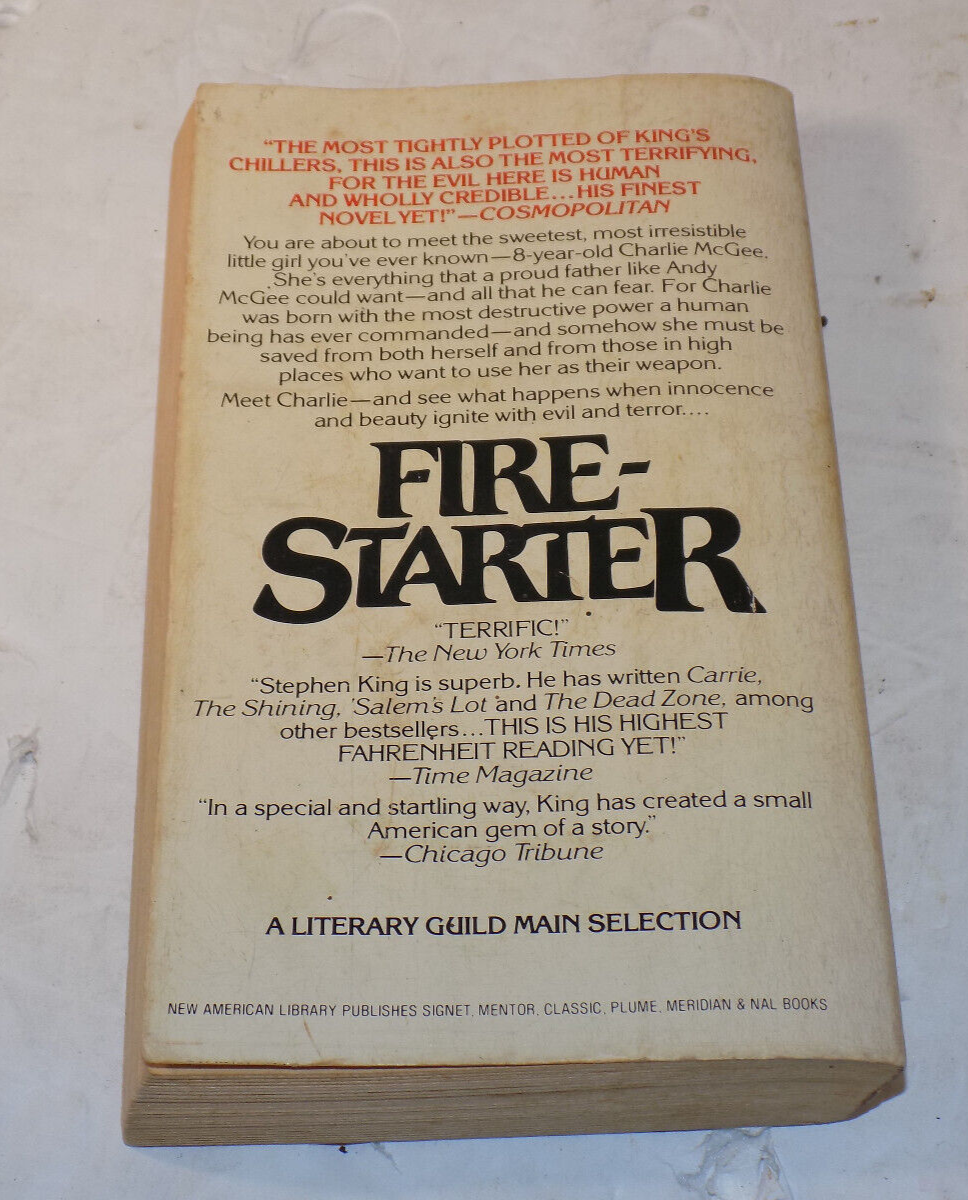 “THE MOST TIGHTLY PLOTTED OF KING'S
CHILLERS, THIS IS ALSO THE MOST TERRIFYING,
FOR THE EVIL HERE IS HUMAN
AND WHOLLY CREDIBLE...HIS FINEST
NOVEL YET!”—COSMOPOLITAN
You are about to meet the sweetest, most irresistible
little girl you've ever known—8-year-old Charlie McGee.
She's everything that a proud father like Andy
McGee could want—and all that he can fear. For Charlie
was born with the most destructive power a human
being has ever commanded—and somehow she must be
saved from both herself and from those in high
places who want to use her as their weapon.
Meet Charlie—and see what happens when innocence
and beauty ignite with evil and terror....
FIRE-
STARTER
“TERRIFIC!”
—The New York Times
“Stephen King is superb. He has written Carrie,
The Shining, 'Salem's Lot and The Dead Zone, among
other bestsellers...THIS IS HIS HIGHEST
FAHRENHEIT READING YET!”
—Time Magazine
“In a special and startling way, King has created a small
American gem of a story.”
—Chicago Tribune
A LITERARY GUILD MAIN SELECTION
NEW AMERICAN LIBRARY PUBLISHES SIGNET, MENTOR, CLASSIC, PLUME, MERIDIAN & NAL BOOKS